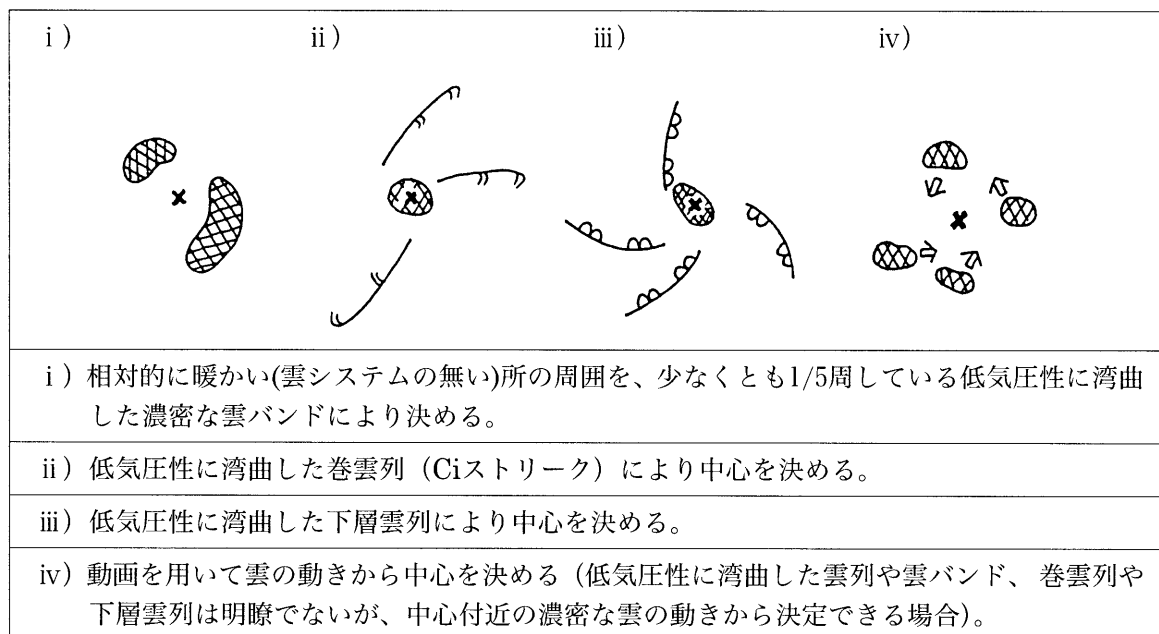 i)
ii)
iii)
iv)
i)相対的に暖かい(雲システムの無い)所の周囲を、少なくとも1/5周している低気圧性に湾曲
した濃密な雲バンドにより決める。
ii)低気圧性に湾曲した巻雲列(Ciストリーク)により中心を決める。
iii)低気圧性に湾曲した下層雲列により中心を決める。
iv)動画を用いて雲の動きから中心を決める(低気圧性に湾曲した雲列や雲バンド、巻雲列や
下層雲列は明瞭でないが、中心付近の濃密な雲の動きから決定できる場合)。